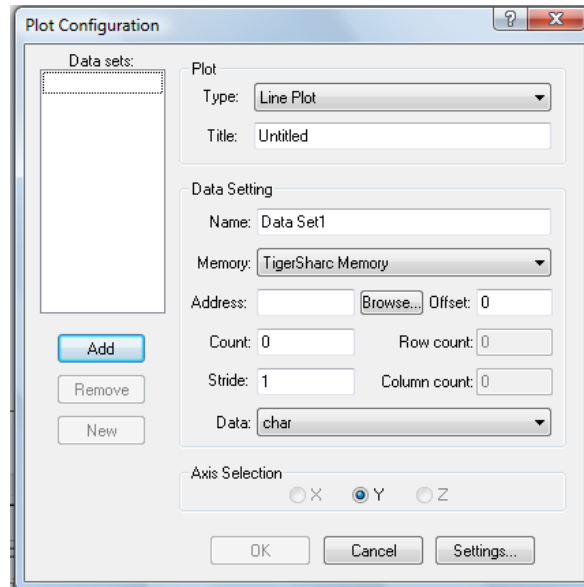 Plot Configuration
?
X
Data sets:
Plot
Type: Line Plot
Title: Untitled
Data Setting
Name: Data Set1
Memory: TigerSharc Memory
Address: Browse... Offset: 0
Count: 0 Row count: 0
Stride: 1 Column count: 0
Data: char
Add
Remove
New
Axis Selection
X Y Z
OK Cancel Settings...